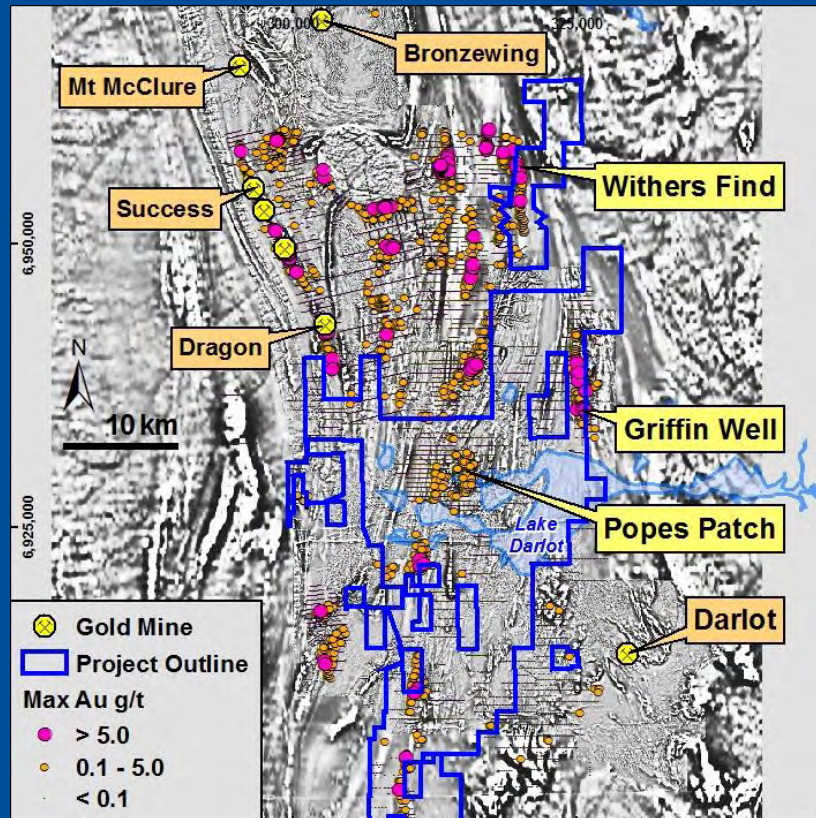 300,000
325,000
Bronzewing
Mt McClure
Withers Find
Success
6,950,000
Dragon
N
10 km
Griffin Well
Popes Patch
6,925,000
Lake
Darlot
Darlot
Gold Mine
Project Outline
Max Au g/t
> 5.0
0.1 - 5.0
< 0.1